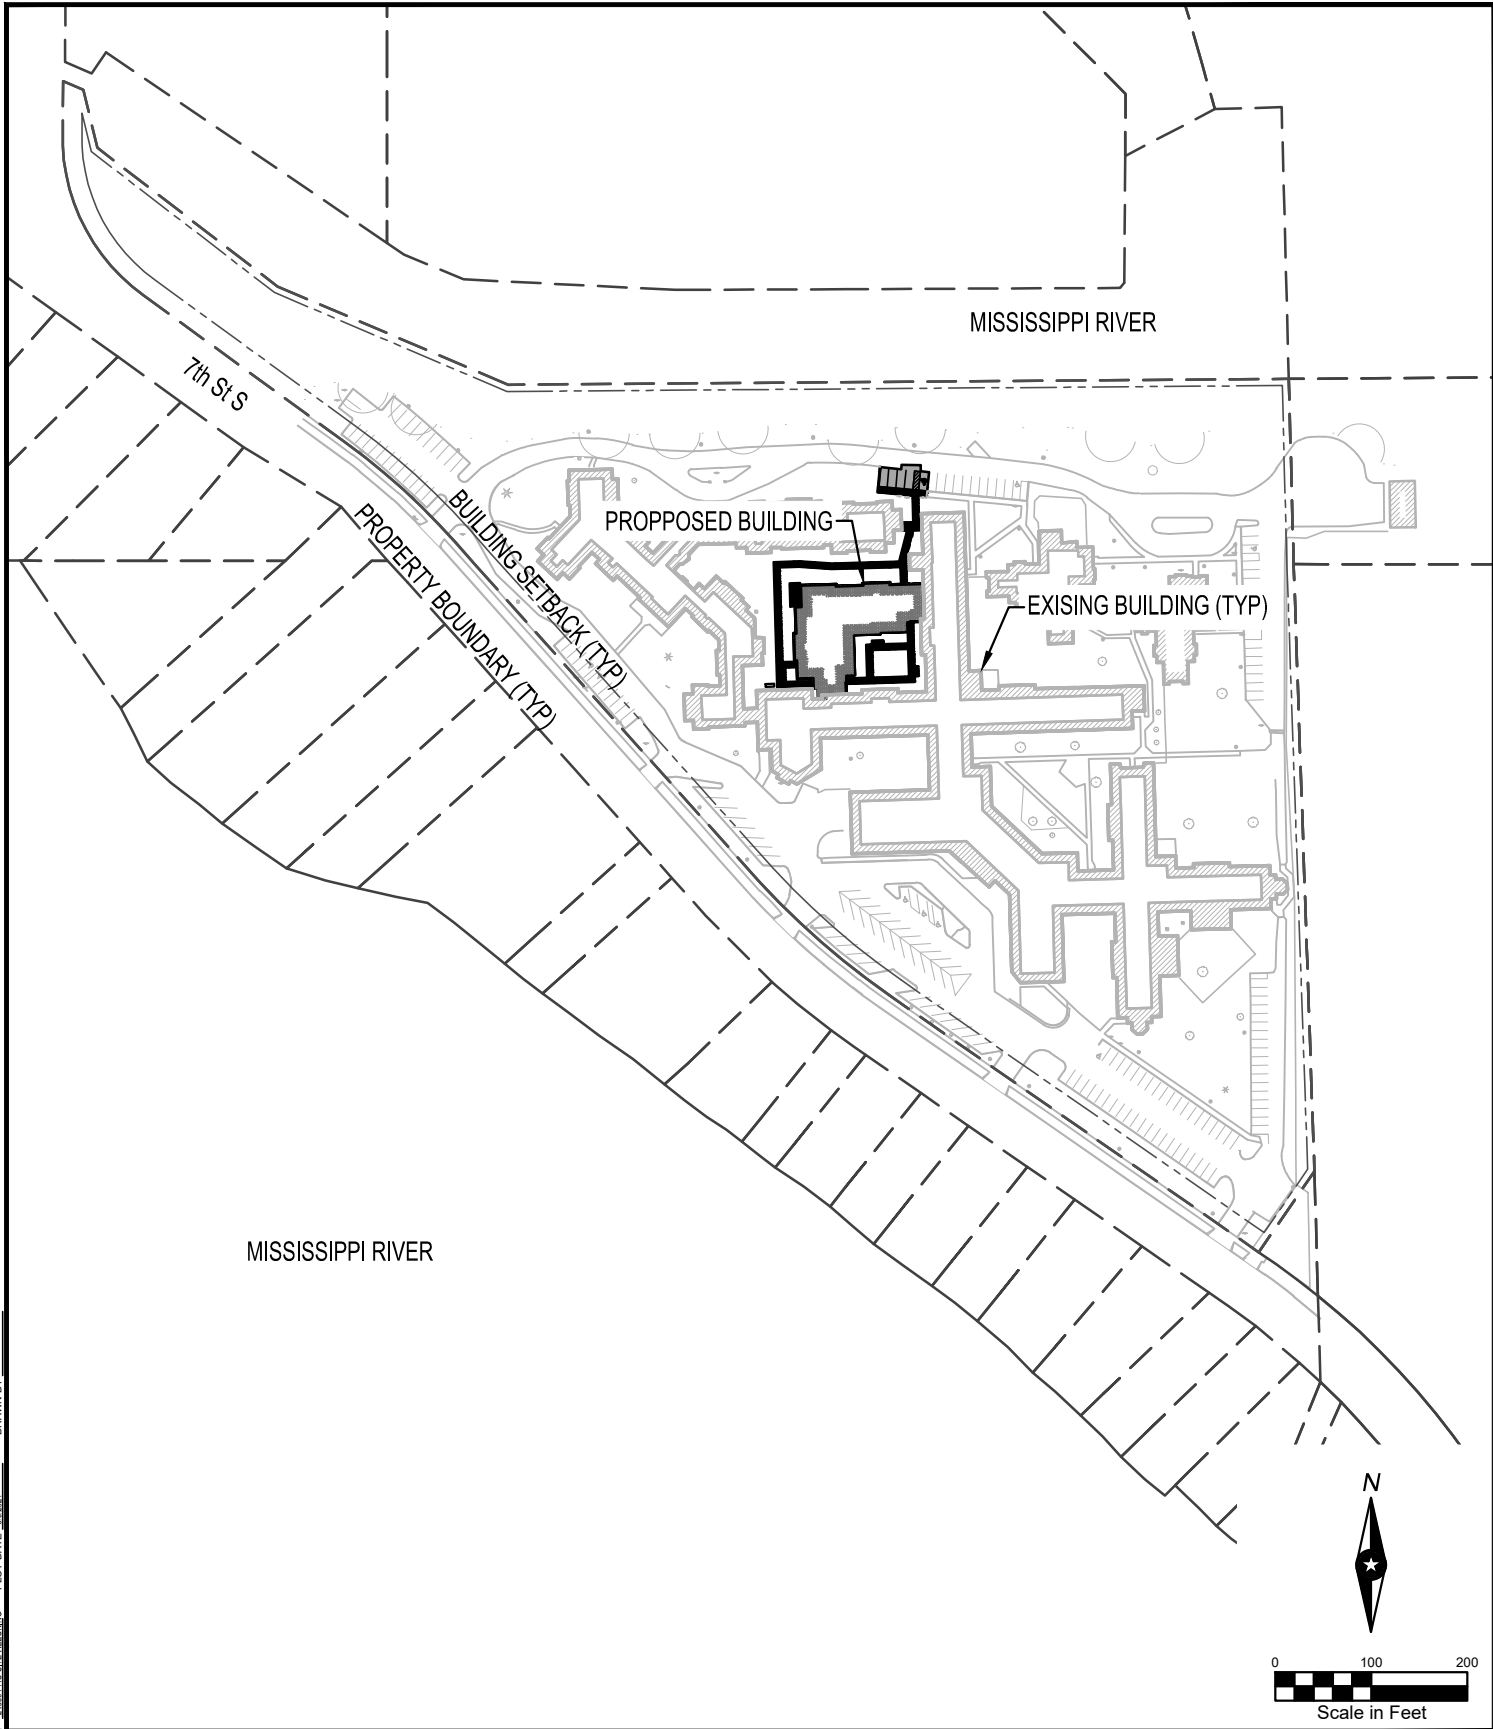 MISSISSIPPI RIVER
7th St S
BUILDING SETBACK (TYP)
PROPERTY BOUNDARY (TYP)
PROPPOSED BUILDING
EXISING BUILDING (TYP)
MISSISSIPPI RIVER
N
0 100 200
Scale in Feet